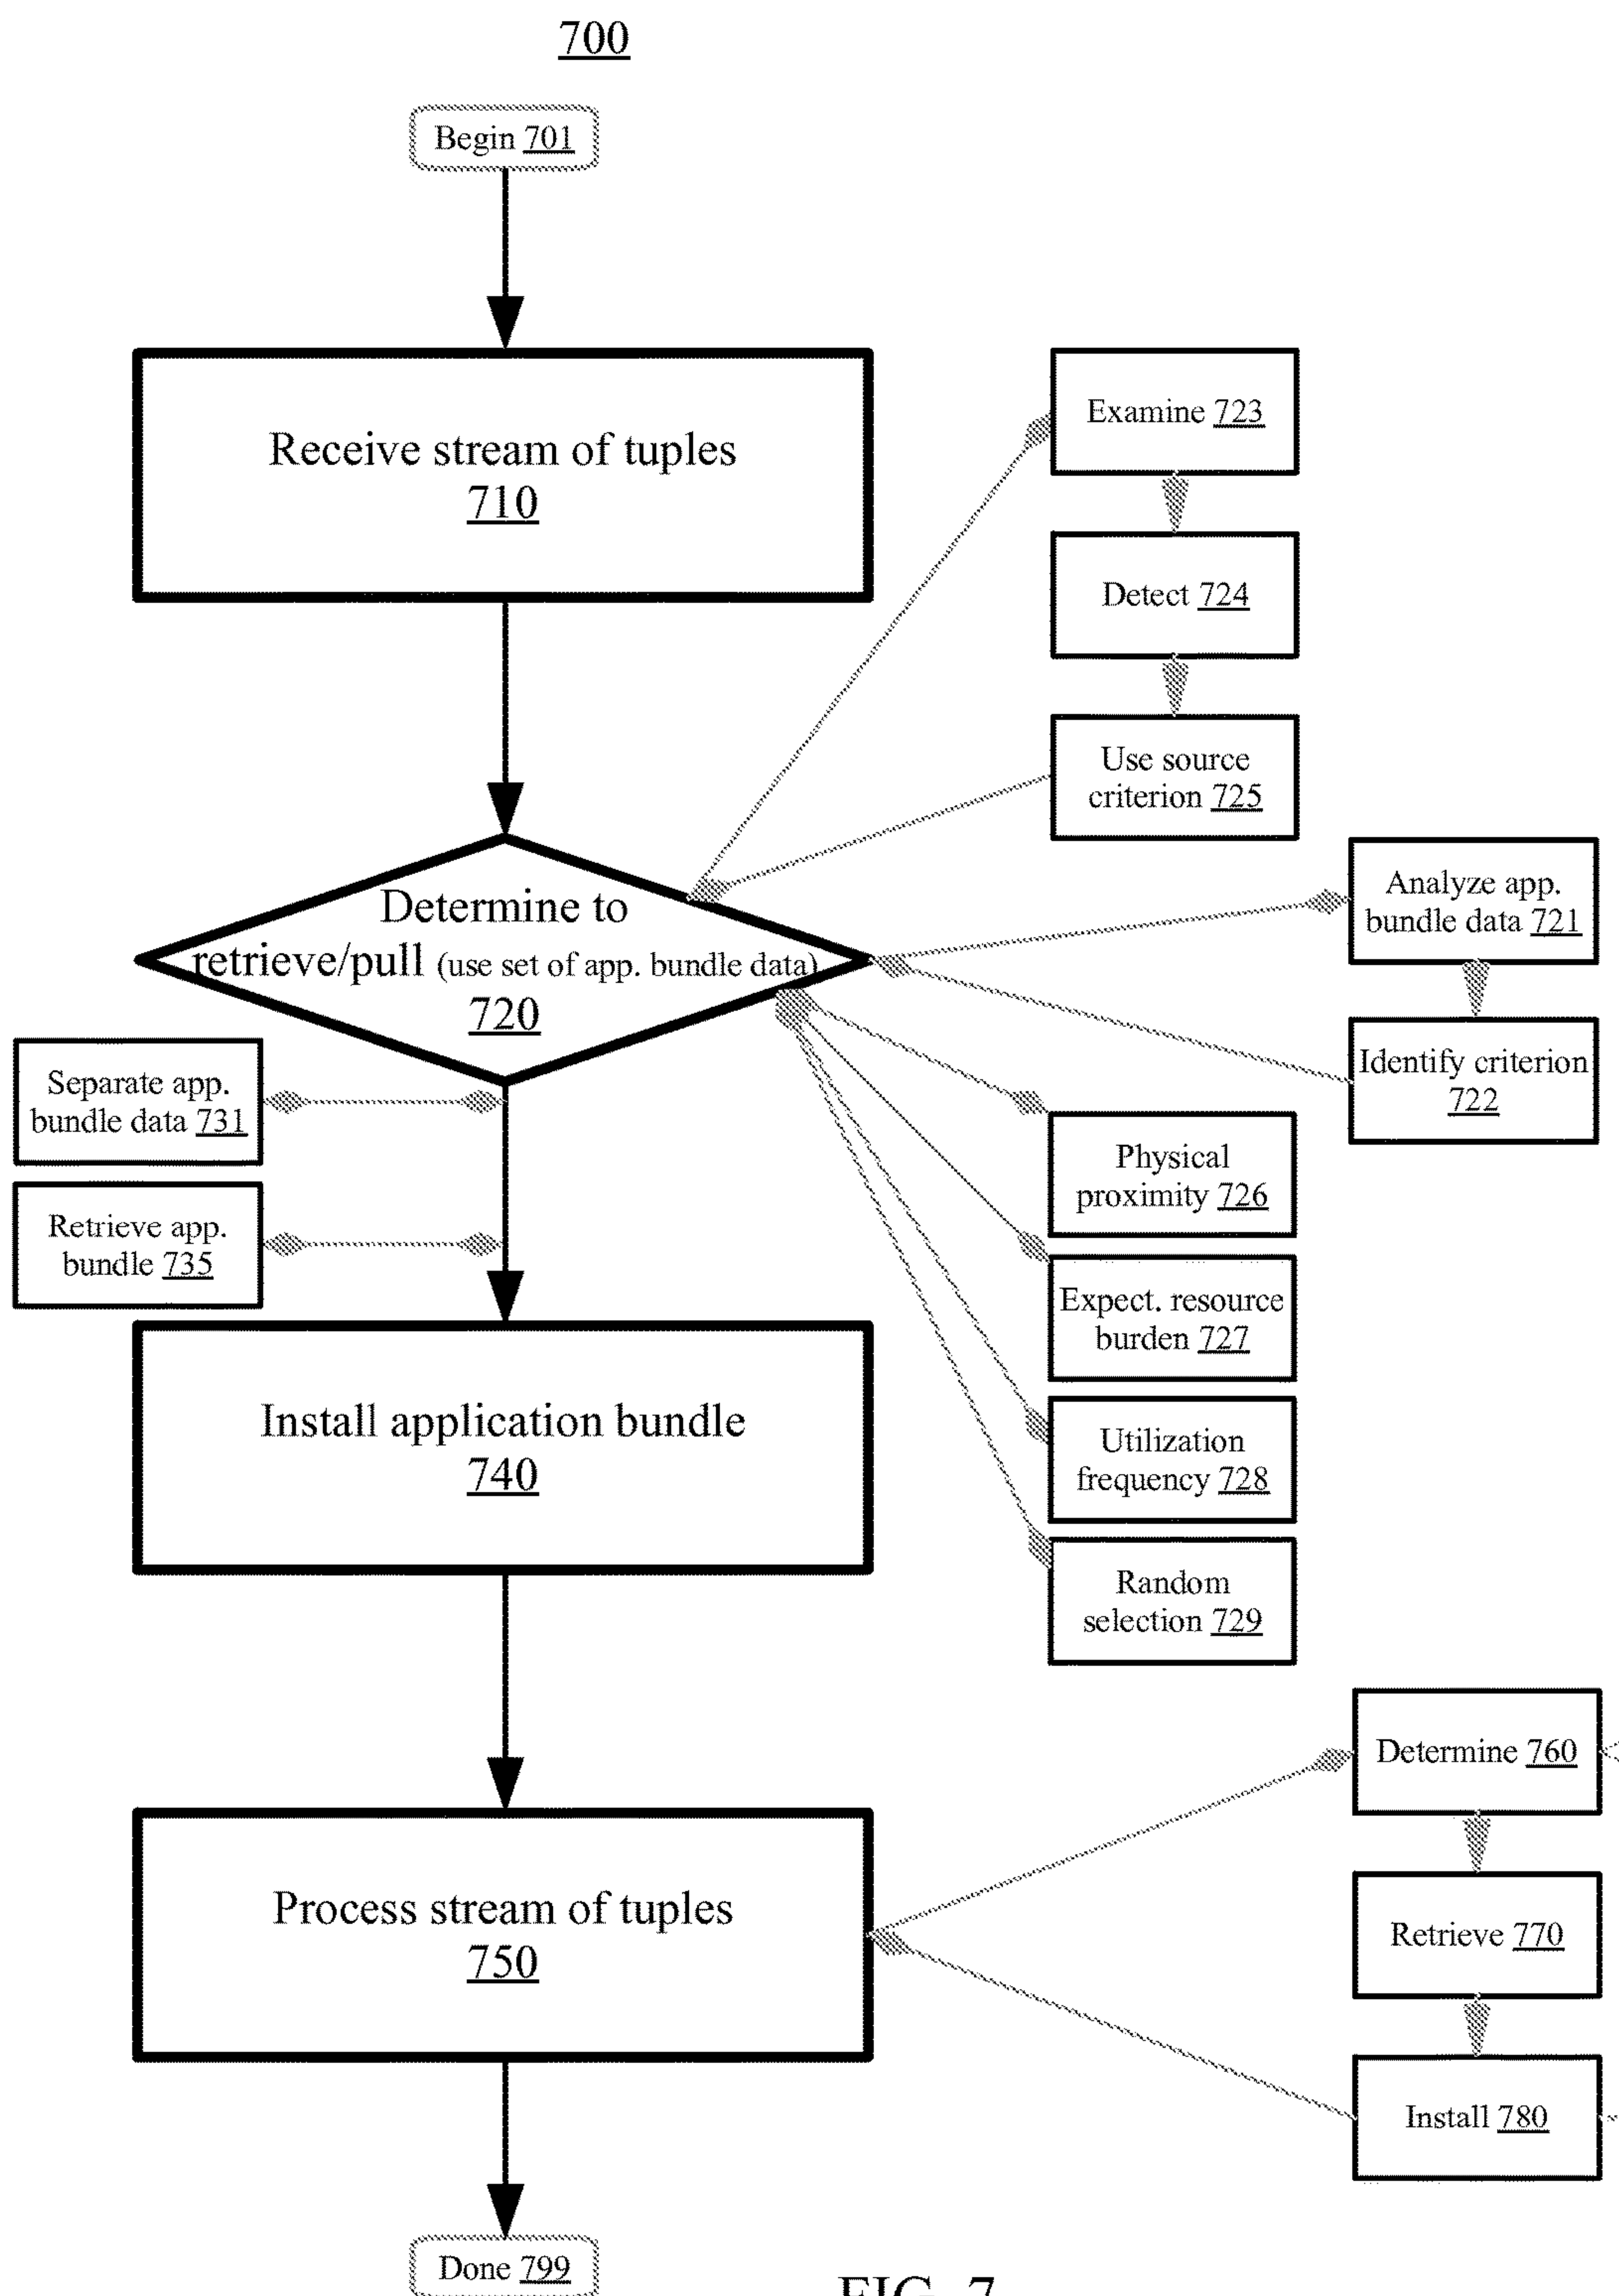 700
Begin 701
Receive stream of tuples
710
Examine 723
Detect 724
Use source
criterion 725
Determine to
retrieve/pull (use set of app. bundle data)
720
Analyze app.
bundle data 721
Identify criterion
722
Separate app.
bundle data 731
Retrieve app.
bundle 735
Physical
proximity 726
Expect. resource
burden 727
Utilization
frequency 728
Random
selection 729
Install application bundle
740
Determine 760
Retrieve 770
Install 780
Process stream of tuples
750
Done 799
FIG. 7